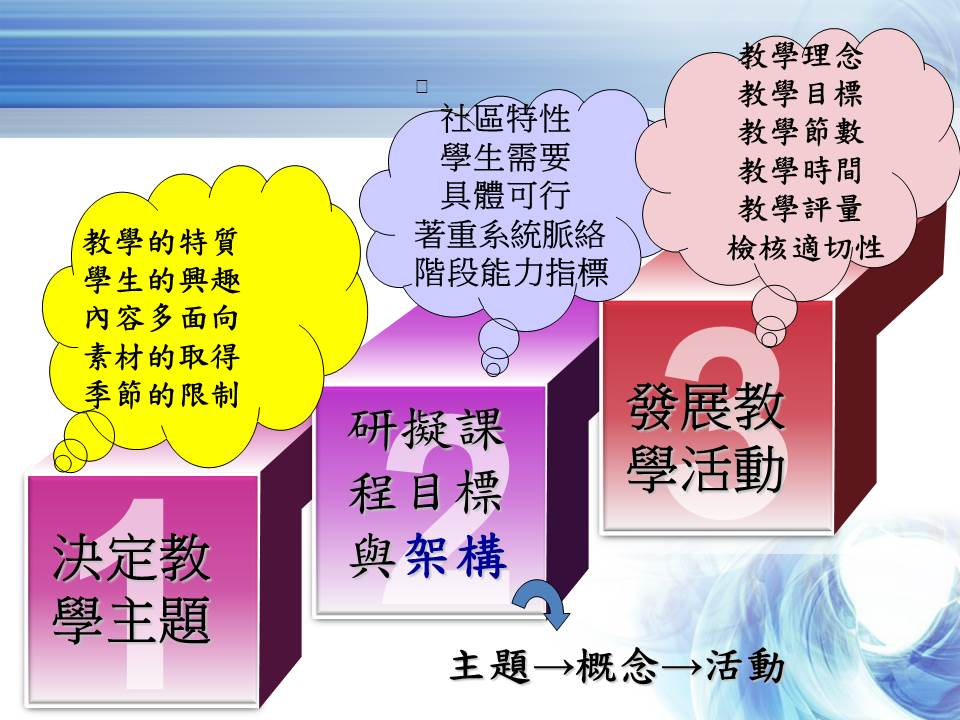 教學的特質
學生的興趣
內容多面向
素材的取得
季節的限制
1
決定教
學主題
社區特性
學生需要
具體可行
著重系統脈絡
階段能力指標
2
研擬課
程目標
與架構
主題→概念→活動
教學理念
教學目標
教學節數
教學時間
教學評量
檢核適切性
3
發展教
學活動